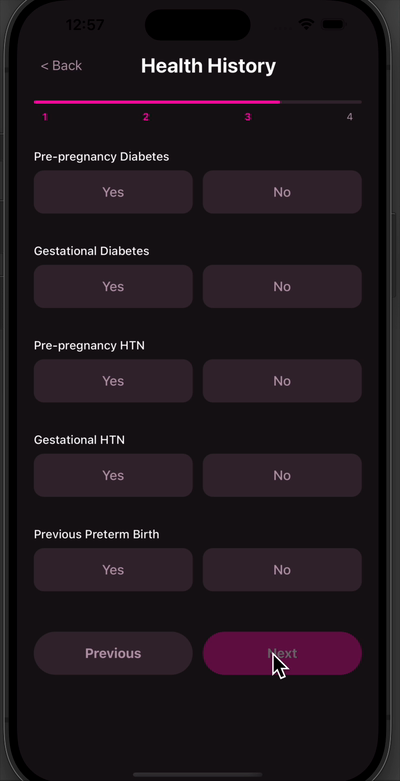 12:57
< Back
Health History
1 2 3 4
Pre-pregnancy Diabetes
Yes No
Gestational Diabetes
Yes No
Pre-pregnancy HTN
Yes No
Gestational HTN
Yes No
Previous Preterm Birth
Yes No
Previous Next